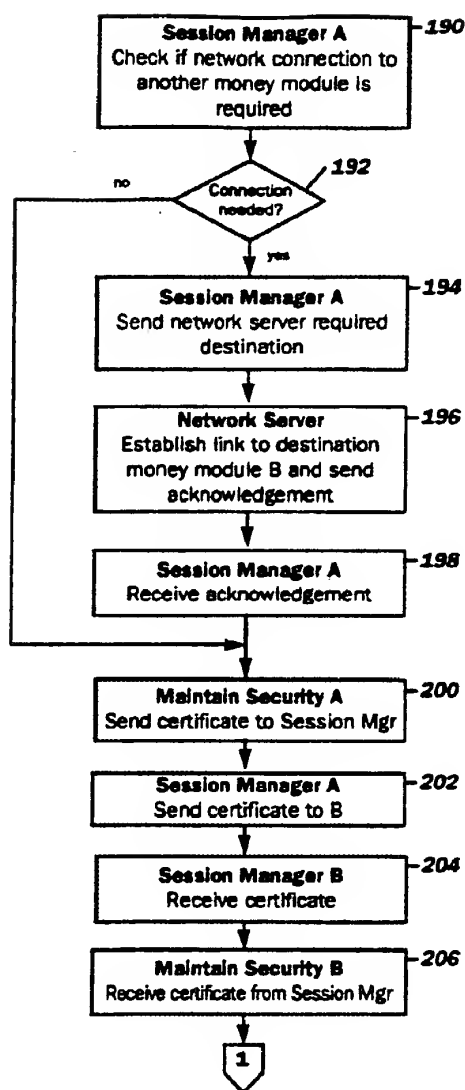 Session Manager A
Check if network connection to
another money module is
required
190
Connection
needed?
192
no
yes
Session Manager A
Send network server required
destination
194
Network Server
Establish link to destination
money module B and send
acknowledgement
196
Session Manager A
Receive acknowledgement
198
Maintain Security A
Send certificate to Session Mgr
200
Session Manager A
Send certificate to B
202
Session Manager B
Receive certificate
204
Maintain Security B
Receive certificate from Session Mgr
206
1